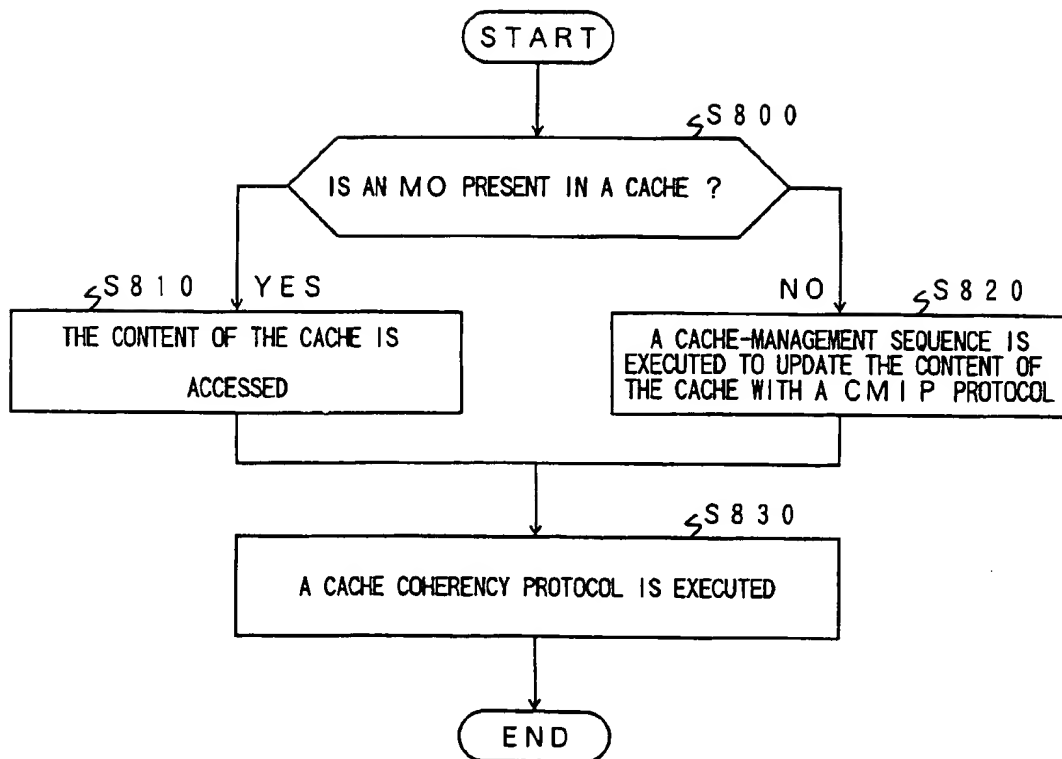 START
S800
IS AN MO PRESENT IN A CACHE ?
S810
YES
NO
S820
THE CONTENT OF THE CACHE IS
ACCESSED
A CACHE-MANAGEMENT SEQUENCE IS
EXECUTED TO UPDATE THE CONTENT OF
THE CACHE WITH A CMIP PROTOCOL
S830
A CACHE COHERENCY PROTOCOL IS EXECUTED
END